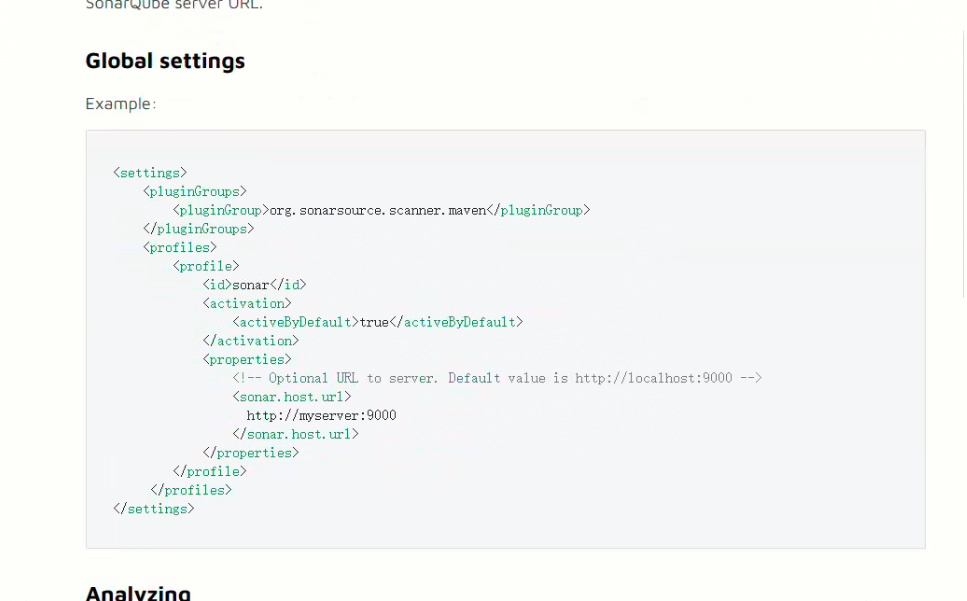 SonarQube server URL.
Global settings
Example:
<settings>
<pluginGroups>
<pluginGroup>org.sonarsource.scanner.maven</pluginGroup>
</pluginGroups>
<profiles>
<profile>
<id>sonar</id>
<activation>
<activeByDefault>true</activeByDefault>
</activation>
<properties>
<!-- Optional URL to server. Default value is http://localhost:9000 -->
<sonar.host.url>
http://myserver:9000
</sonar.host.url>
</properties>
</profile>
</profiles>
</settings>
Analyzing